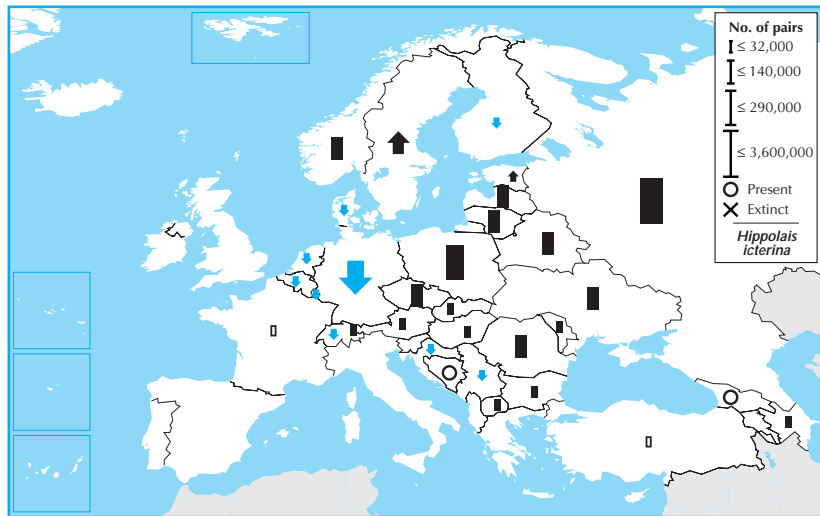 No. of pairs
≤ 32,000
≤ 140,000
≤ 290,000
≤ 3,600,000
Present
Extinct
Hippolais
icterina